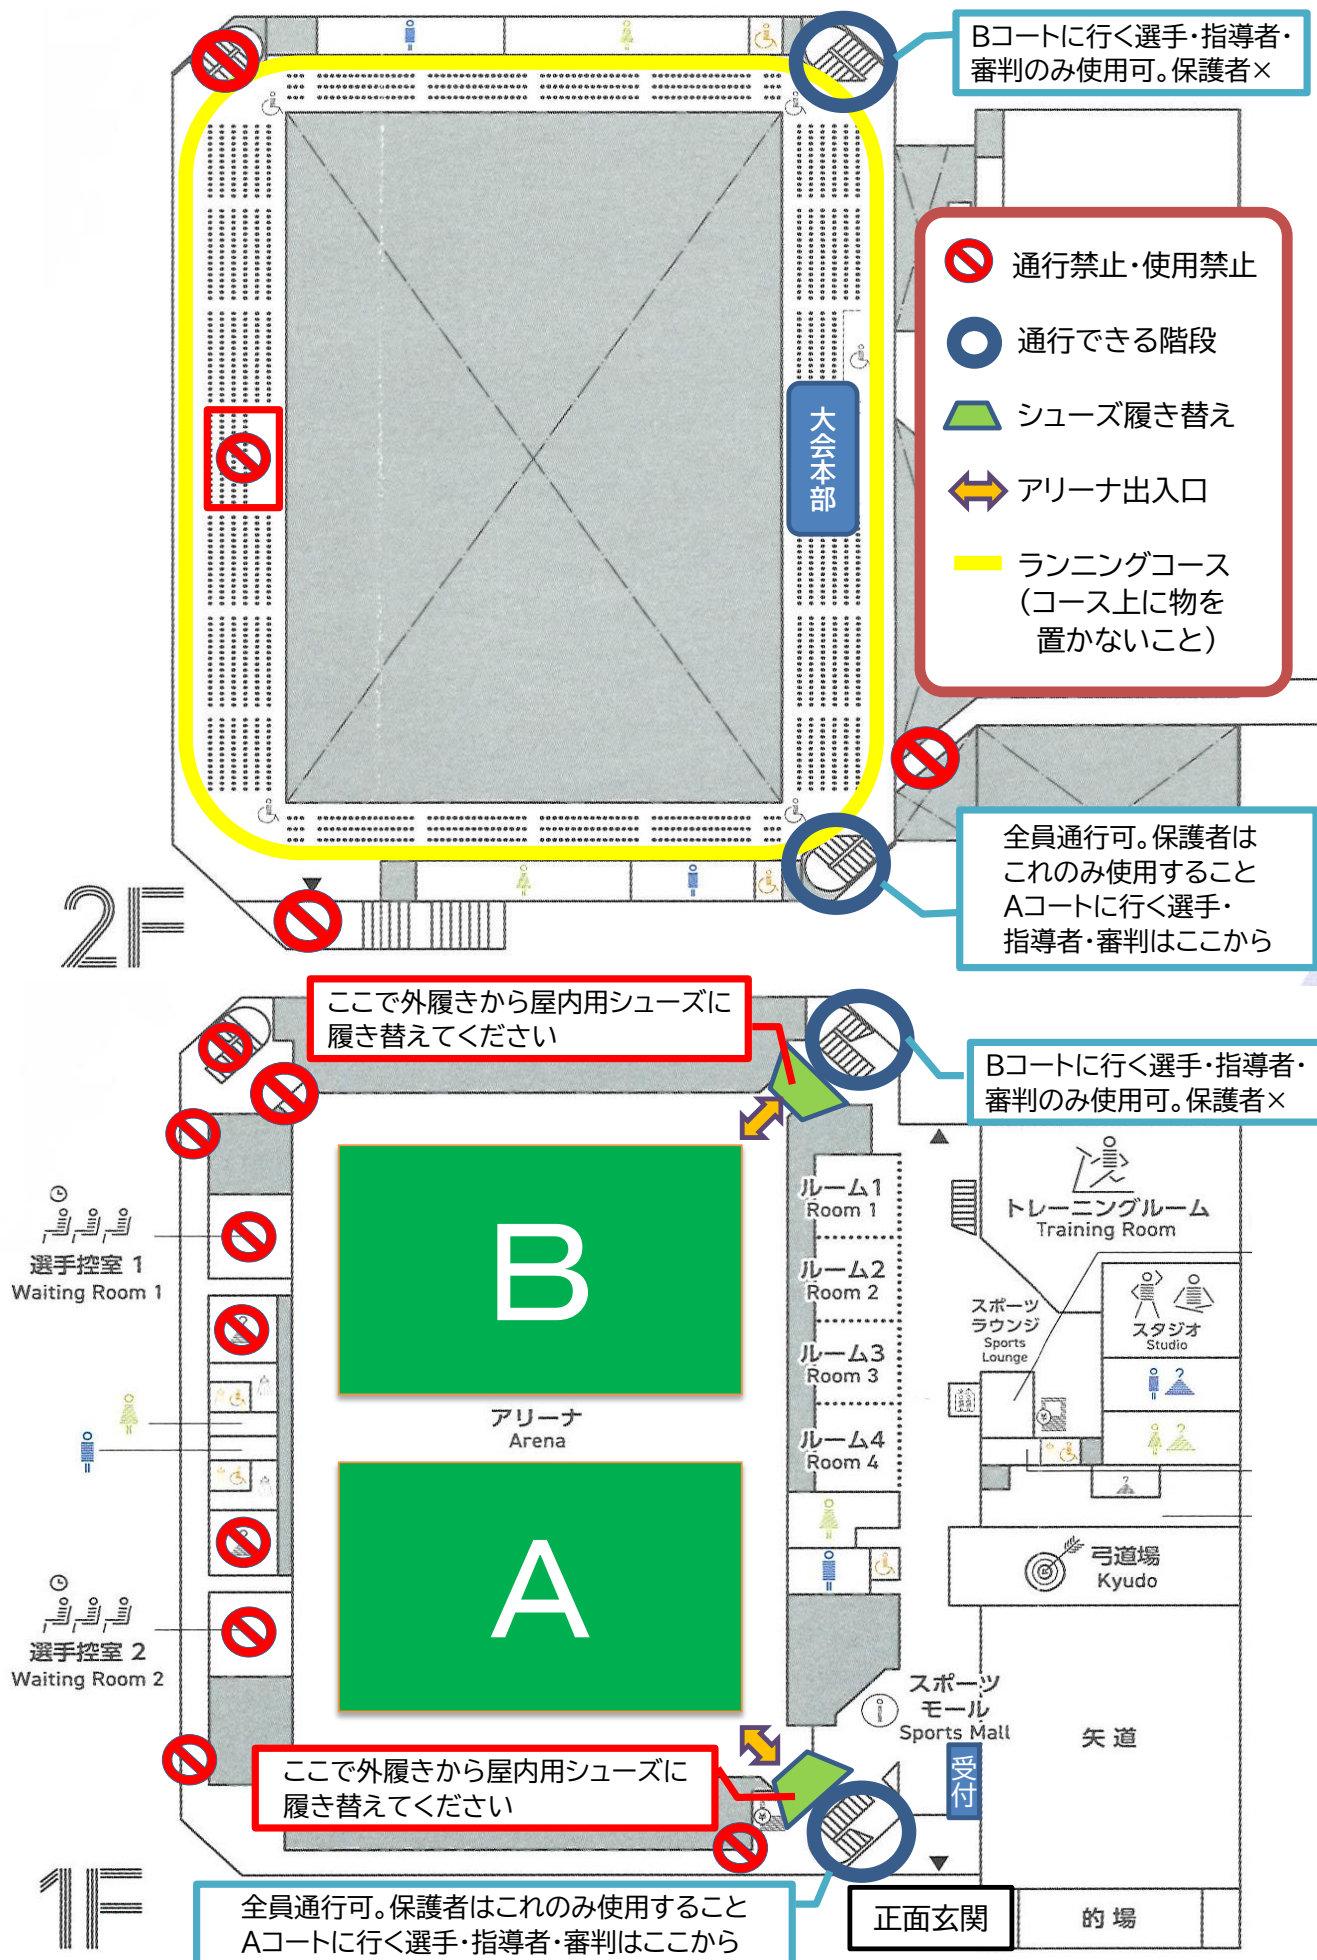 Bコートに行く選手・指導者・
審判のみ使用可。保護者×
通行禁止・使用禁止
通行できる階段
シューズ履き替え
アリーナ出入口
ランニングコース
(コース上に物を
置かないこと)
大会本部
全員通行可。保護者は
これのみ使用すること
Aコートに行く選手・
指導者・審判はここから
2F
ここで外履きから屋内用シューズに
履き替えてください
Bコートに行く選手・指導者・
審判のみ使用可。保護者×
選手控室 1
Waiting Room 1
B
ルーム1
Room 1
ルーム2
Room 2
ルーム3
Room 3
ルーム4
Room 4
トレーニングルーム
Training Room
スポーツ
ラウンジ
Sports
Lounge
スタジオ
Studio
アリーナ
Arena
A
弓道場
Kyudo
選手控室 2
Waiting Room 2
スポーツ
モール
Sports Mall
矢道
受付
ここで外履きから屋内用シューズに
履き替えてください
1F
全員通行可。保護者はこれのみ使用すること
Aコートに行く選手・指導者・審判はここから
正面玄関
的場